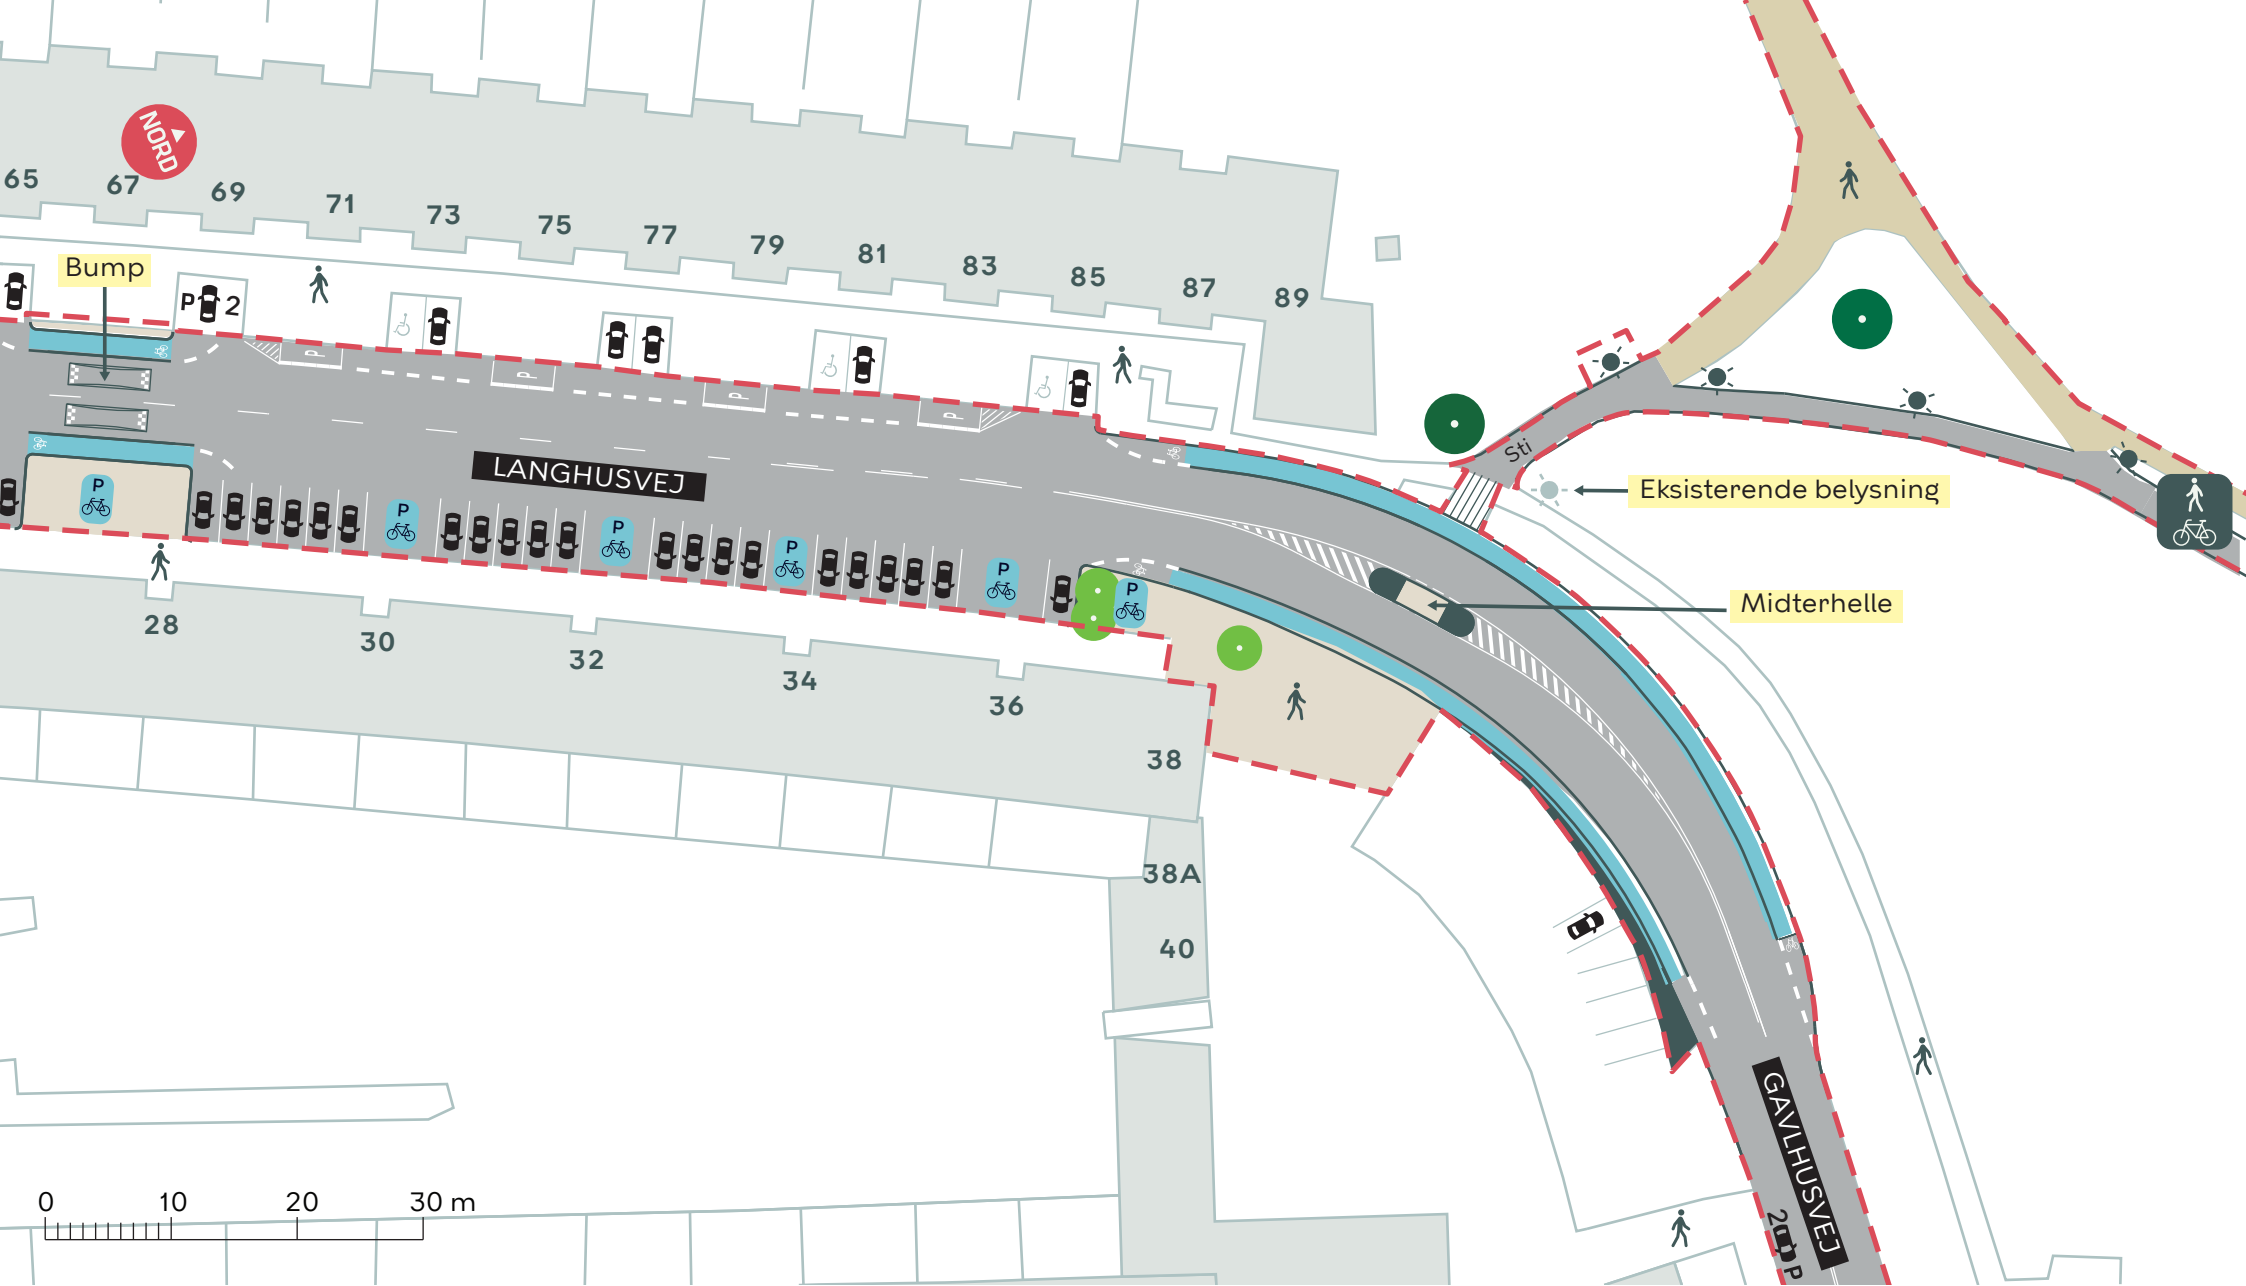 NORD
65
67
69
71
73
75
77
79
81
83
85
87
89
Bump
P 2
P
P
P
P
LANGHUSVEJ
P
P
P
P
P
P
Sti
Eksisterende belysning
Midterhelle
28
30
32
34
36
38
38A
40
GAVLHUSVEJ
2 P
0 10 20 30 m